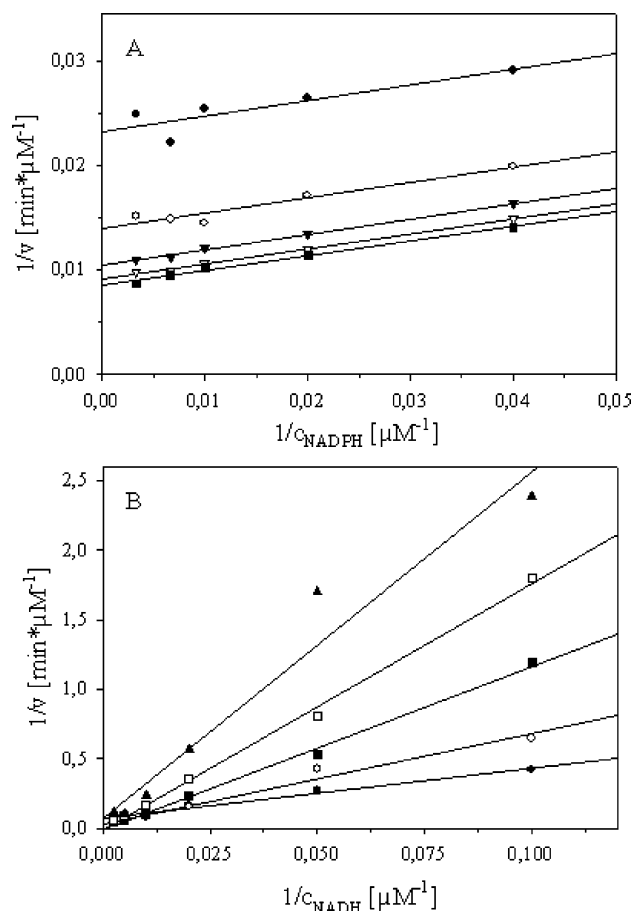 A
1/v [min*µM⁻¹]
0,03
0,02
0,01
0,00
0,00 0,01 0,02 0,03 0,04 0,05
1/c_NADPH [µM⁻¹]
B
1/v [min*µM⁻¹]
2,5
2,0
1,5
1,0
0,5
0,0
0.000 0,025 0,050 0,075 0,100
1/c_NADH [µM⁻¹]